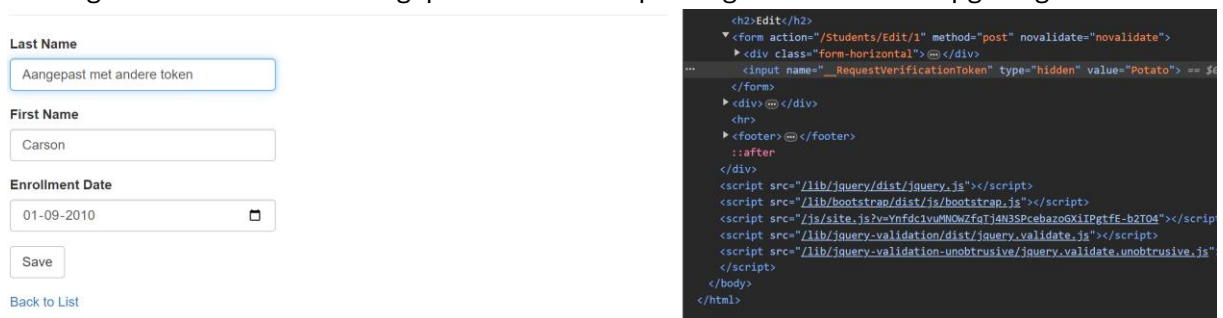 Last Name
Aangepast met andere token
First Name
Carson
Enrollment Date
01-09-2010
Save
Back to List
<h2>Edit</h2>
<form action="/Students/Edit/1" method="post" novalidate="novalidate">
<div class="form-horizontal"> </div>
<input name="__RequestVerificationToken" type="hidden" value="Potato"> == $0
</form>
<div> </div>
<hr>
<footer> </footer>
::after
</div>
<script src="/lib/jquery/dist/jquery.js"></script>
<script src="/lib/bootstrap/dist/js/bootstrap.js"></script>
<script src="/js/site.js?v=Ynfdc1vuMNOWZfqTj4N3SPcebazoGXiIPgtfE-b2TO4"></script
<script src="/lib/jquery-validation/dist/jquery.validate.js"></script>
<script src="/lib/jquery-validation-unobtrusive/jquery.validate.unobtrusive.js">
</script>
</body>
</html>